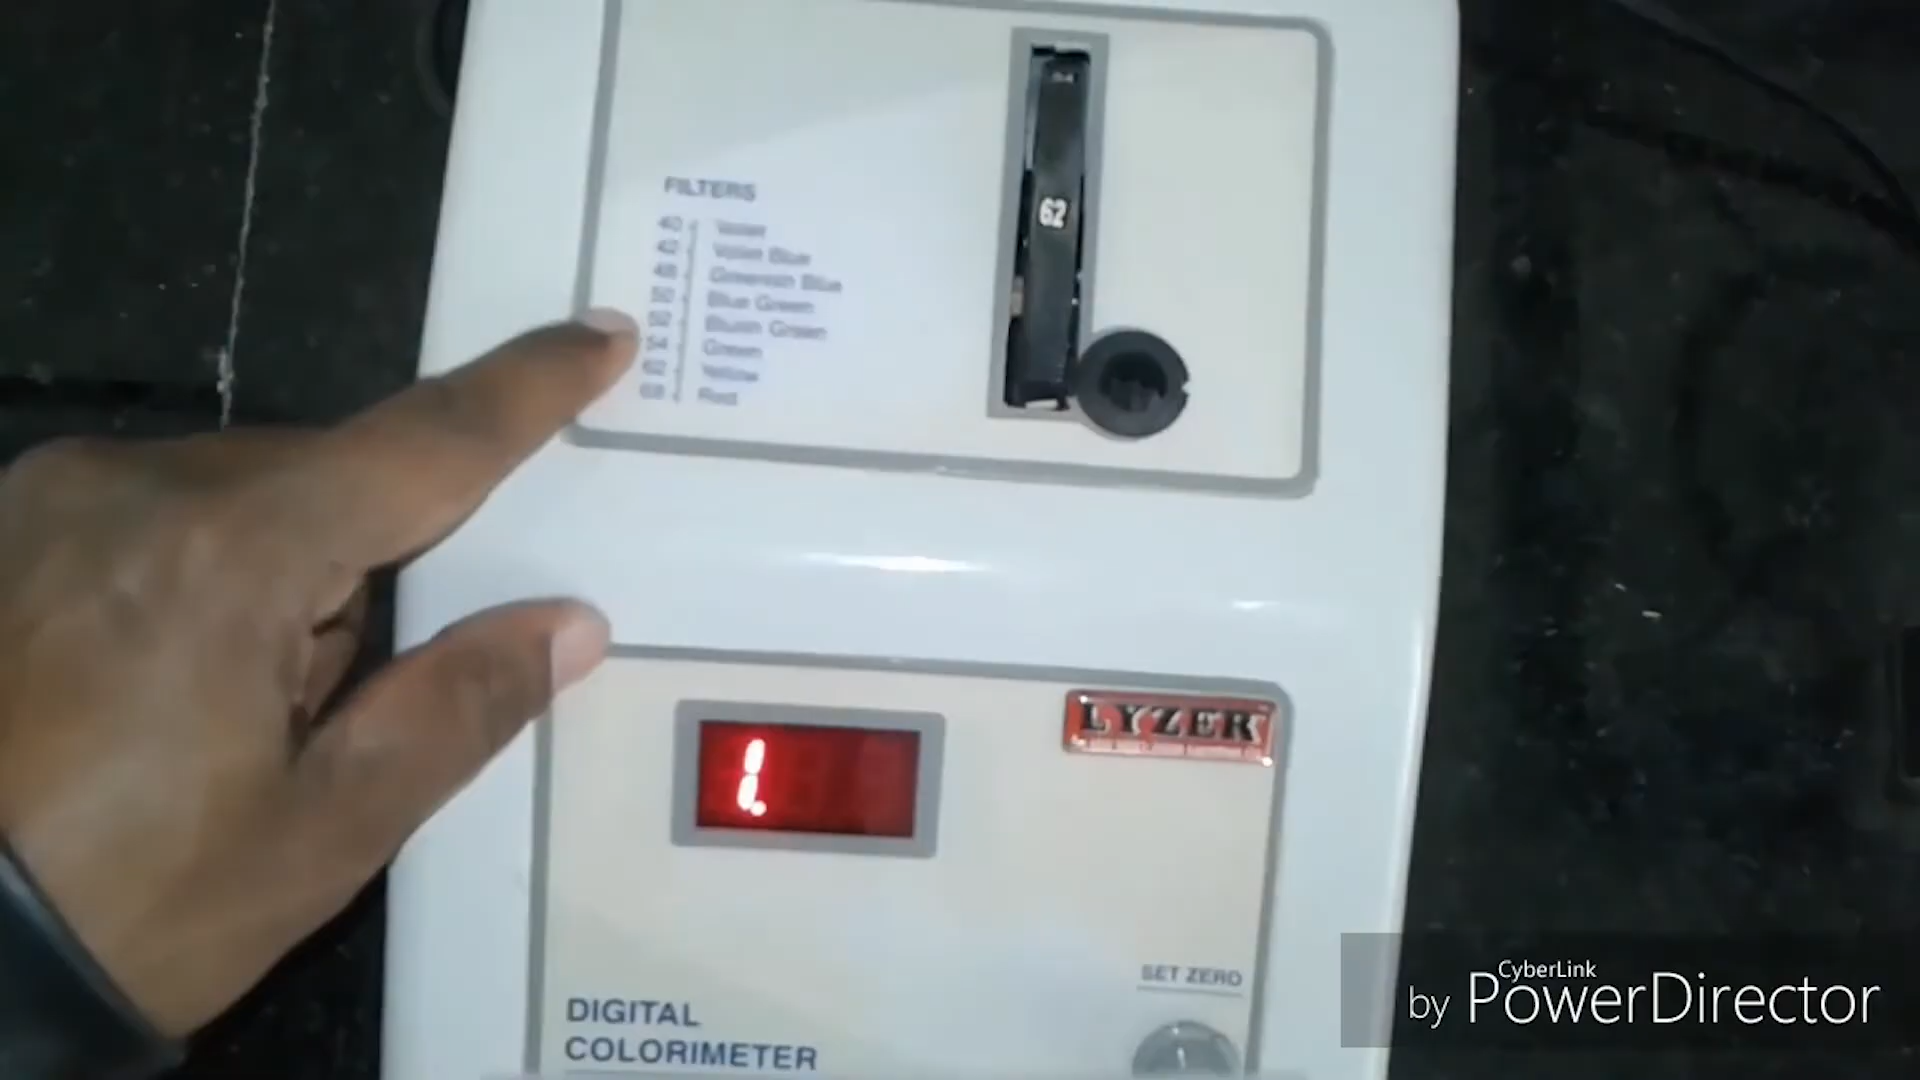 FILTERS
40 Violet
42 Violet Blue
48 Greenish Blue
50 Blue Green
52 Bluish Green
54 Green
62 Yellow
68 Red
62
LYZER
SET ZERO
1.
DIGITAL
COLORIMETER
CyberLink
by PowerDirector